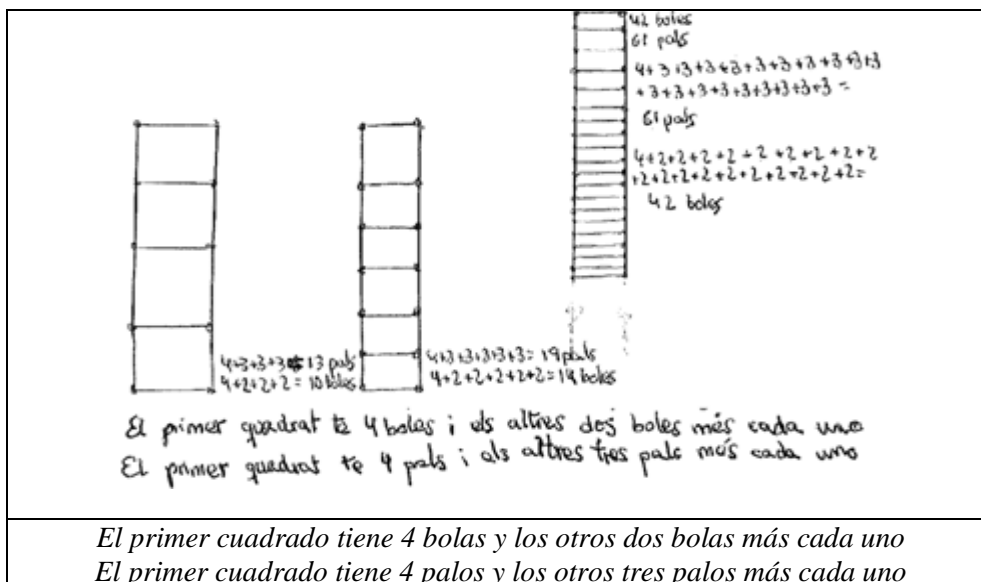 42 boles
61 pals
4+3+3+3+3+3+3+3+3+3+3
+3+3+3+3+3+3+3+3+3=
61 pals
4+2+2+2+2+2+2+2+2+2
+2+2+2+2+2+2+2+2+2+2=
42 boles
4+3+3+3=13 pals
4+2+2+2=10 boles
4+3+3+3+3+3=19 pals
4+2+2+2+2+2=14 boles
El primer quadrat te 4 boles i els altres dos boles més cada uno
El primer quadrat te 4 pals i als altres tres pals més cada uno
El primer cuadrado tiene 4 bolas y los otros dos bolas más cada uno
El primer cuadrado tiene 4 palos y los otros tres palos más cada uno